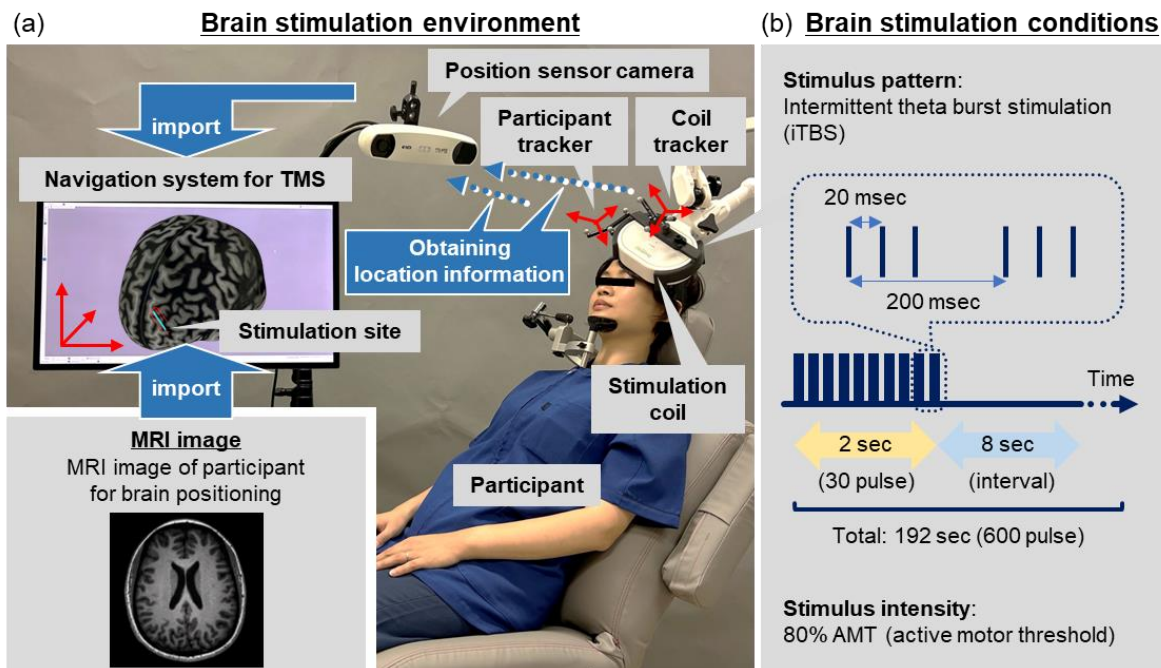 (a)
Brain stimulation environment
Position sensor camera
import
Participant
tracker
Coil
tracker
Navigation system for TMS
Obtaining
location information
Stimulation site
import
Stimulation
coil
MRI image
MRI image of participant
for brain positioning
Participant
(b)
Brain stimulation conditions
Stimulus pattern:
Intermittent theta burst stimulation
(iTBS)
20 msec
200 msec
Time
2 sec
8 sec
(30 pulse)
(interval)
Total: 192 sec (600 pulse)
Stimulus intensity:
80% AMT (active motor threshold)